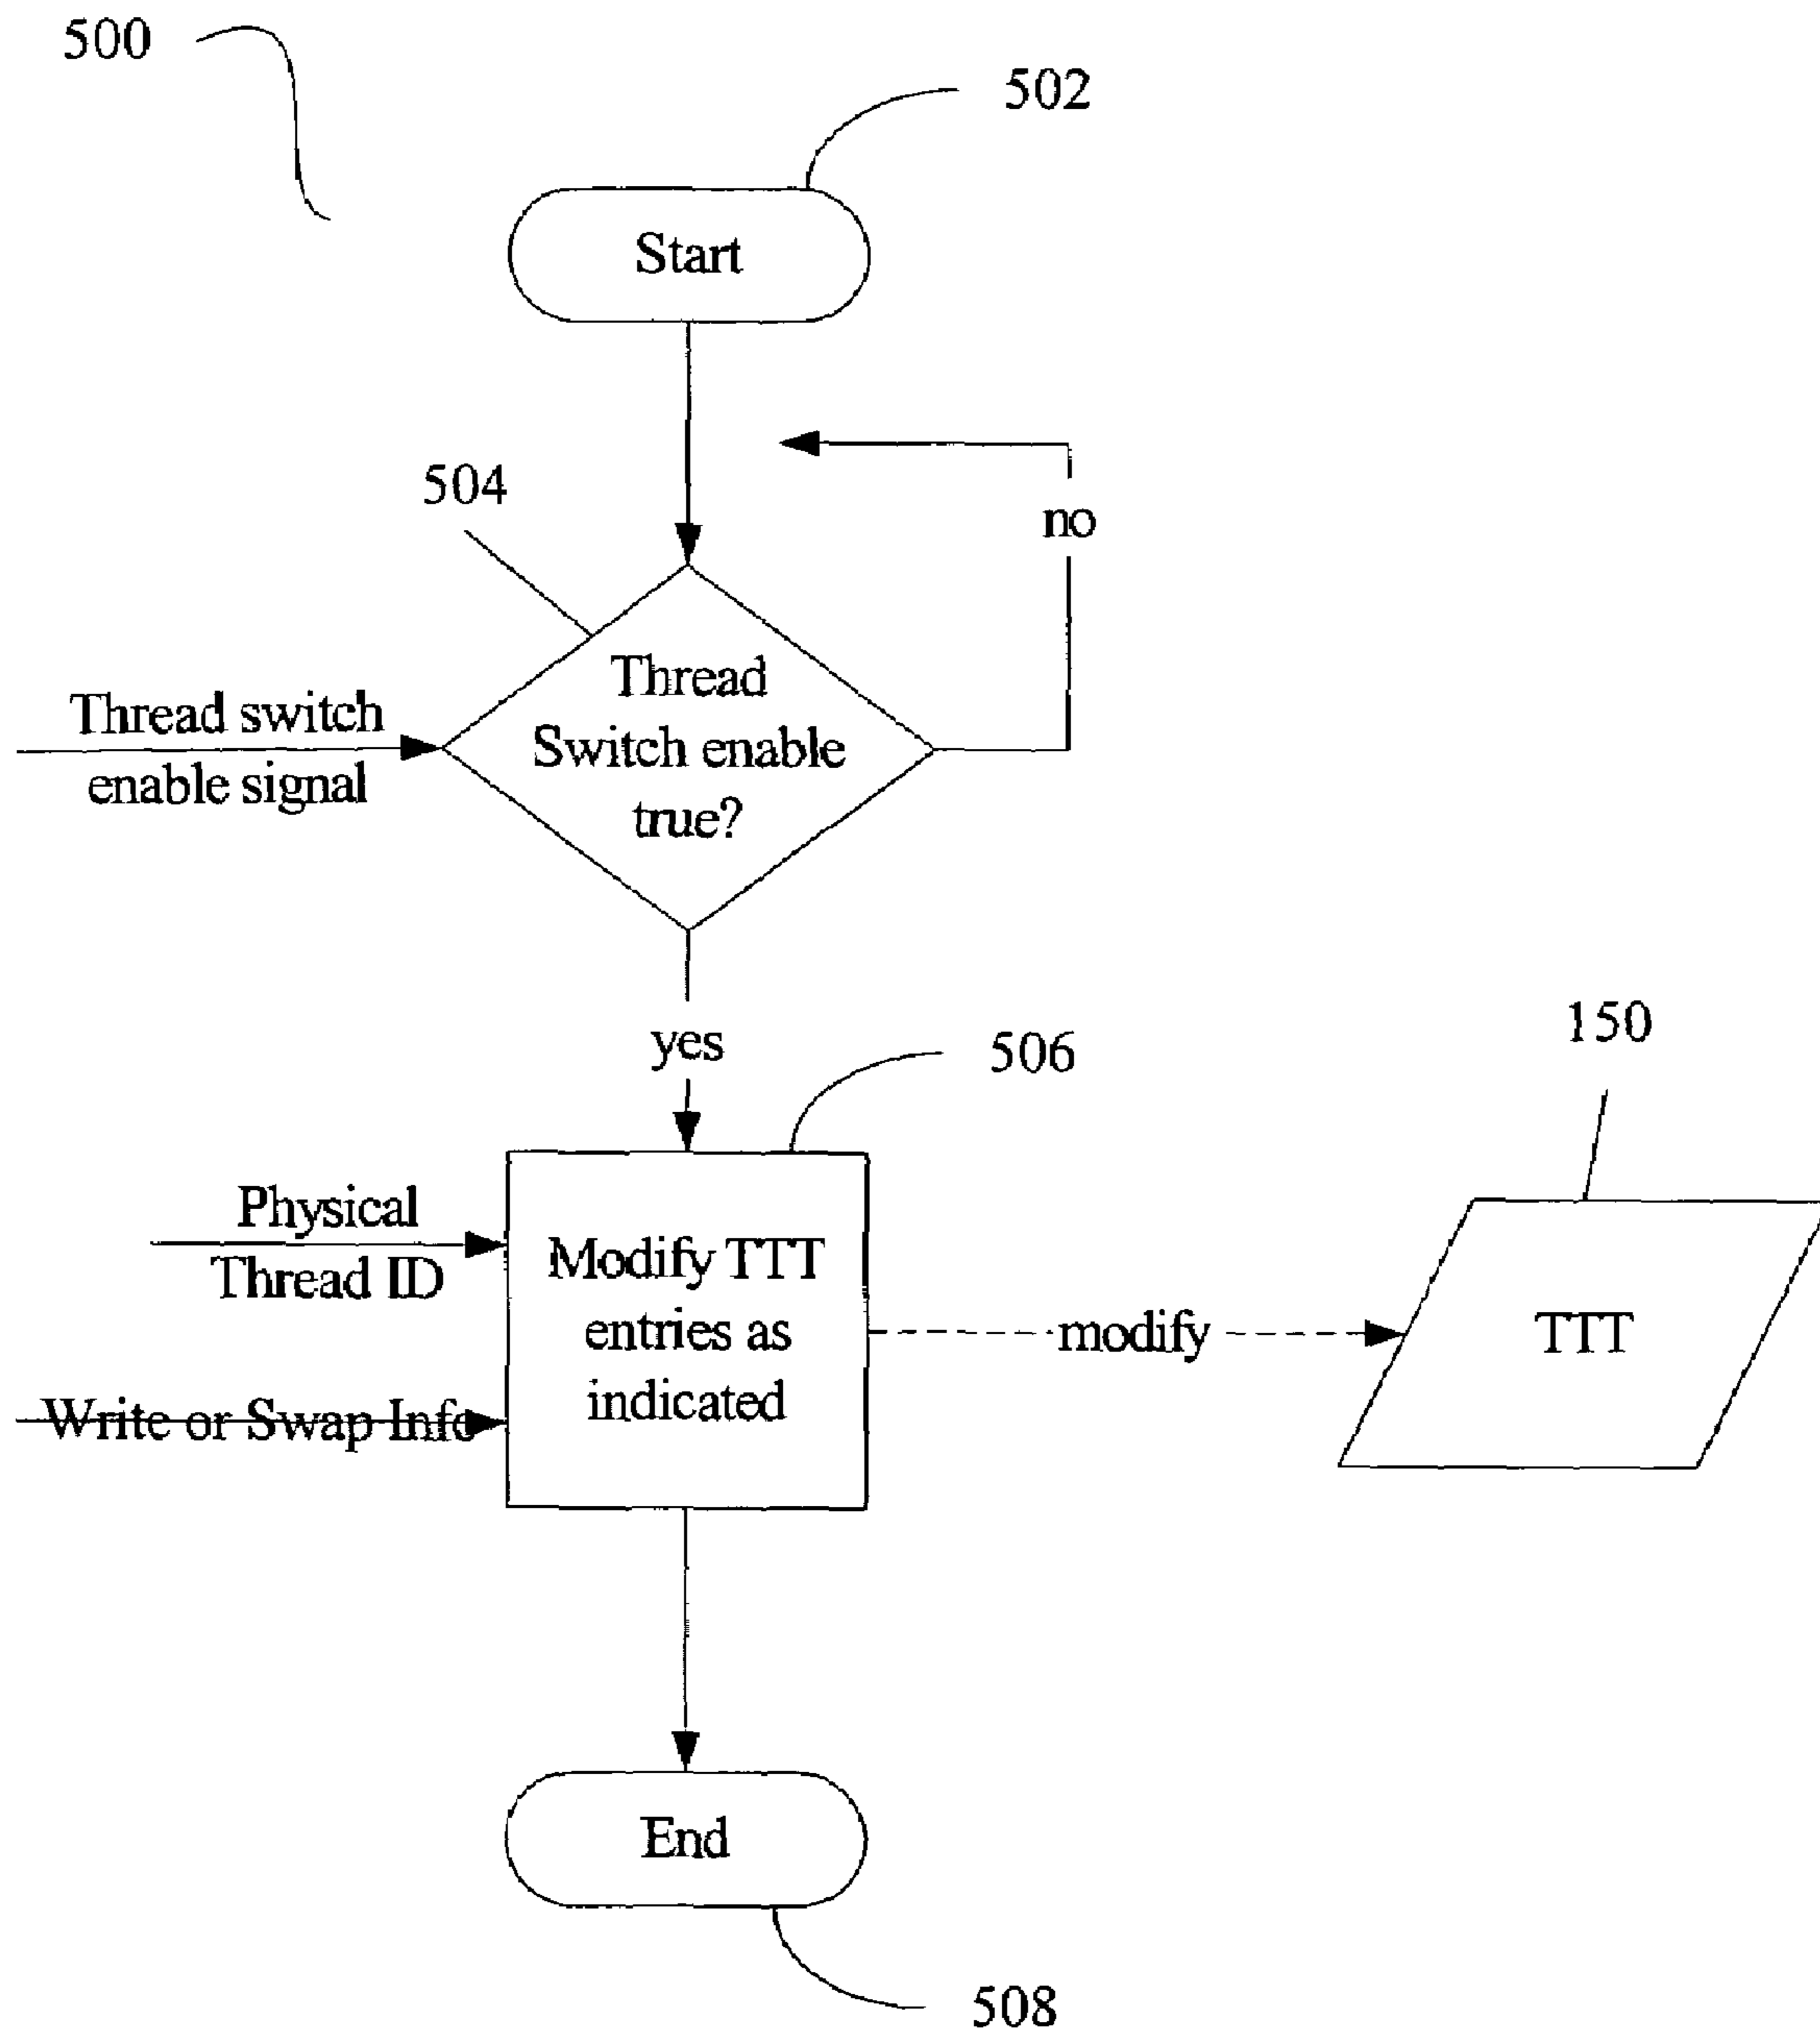 500
502
Start
504
no
Thread
Switch enable
true?
Thread switch
enable signal
yes
506
150
Physical
Thread ID
Modify TTT
entries as
indicated
modify
TTT
Write or Swap Info
End
508